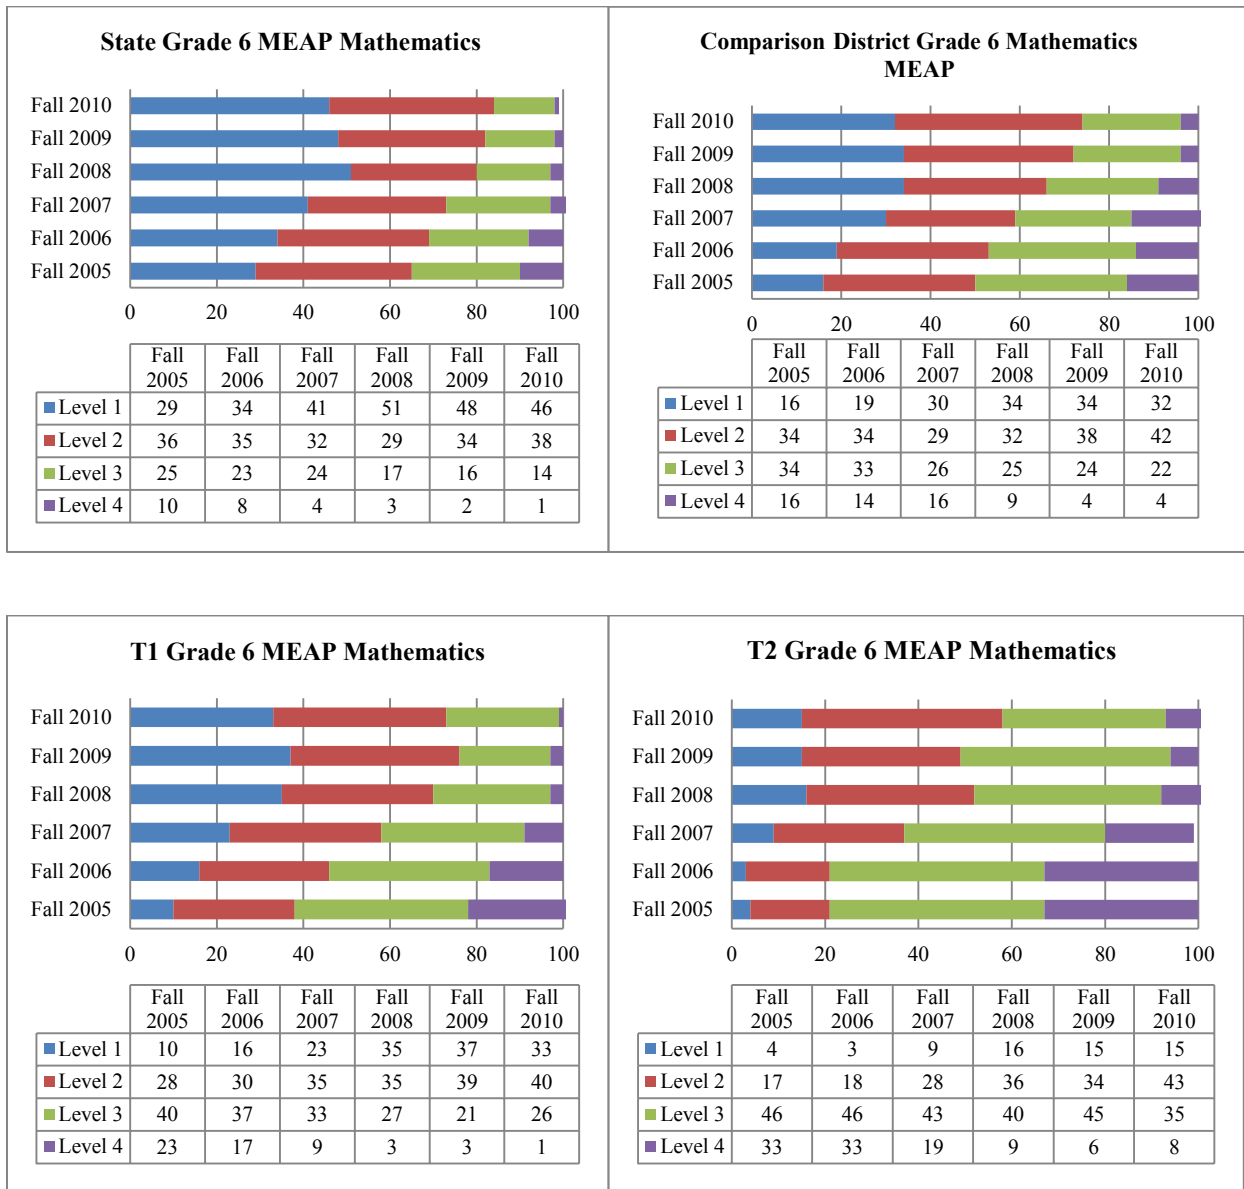 State Grade 6 MEAP Mathematics
Fall 2010
Fall 2009
Fall 2008
Fall 2007
Fall 2006
Fall 2005
0 20 40 60 80 100
Fall 2005 Fall 2006 Fall 2007 Fall 2008 Fall 2009 Fall 2010
Level 1 29 34 41 51 48 46
Level 2 36 35 32 29 34 38
Level 3 25 23 24 17 16 14
Level 4 10 8 4 3 2 1
Comparison District Grade 6 Mathematics
MEAP
Fall 2010
Fall 2009
Fall 2008
Fall 2007
Fall 2006
Fall 2005
0 20 40 60 80 100
Fall 2005 Fall 2006 Fall 2007 Fall 2008 Fall 2009 Fall 2010
Level 1 16 19 30 34 34 32
Level 2 34 34 29 32 38 42
Level 3 34 33 26 25 24 22
Level 4 16 14 16 9 4 4
T1 Grade 6 MEAP Mathematics
Fall 2010
Fall 2009
Fall 2008
Fall 2007
Fall 2006
Fall 2005
0 20 40 60 80 100
Fall 2005 Fall 2006 Fall 2007 Fall 2008 Fall 2009 Fall 2010
Level 1 10 16 23 35 37 33
Level 2 28 30 35 35 39 40
Level 3 40 37 33 27 21 26
Level 4 23 17 9 3 3 1
T2 Grade 6 MEAP Mathematics
Fall 2010
Fall 2009
Fall 2008
Fall 2007
Fall 2006
Fall 2005
0 20 40 60 80 100
Fall 2005 Fall 2006 Fall 2007 Fall 2008 Fall 2009 Fall 2010
Level 1 4 3 9 16 15 15
Level 2 17 18 28 36 34 43
Level 3 46 46 43 40 45 35
Level 4 33 33 19 9 6 8